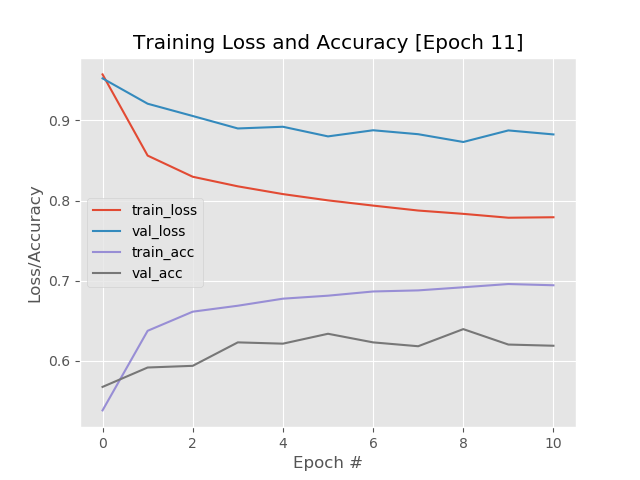 Training Loss and Accuracy [Epoch 11]
Loss/Accuracy
0.9
0.8
0.7
0.6
train_loss
val_loss
train_acc
val_acc
0 2 4 6 8 10
Epoch #